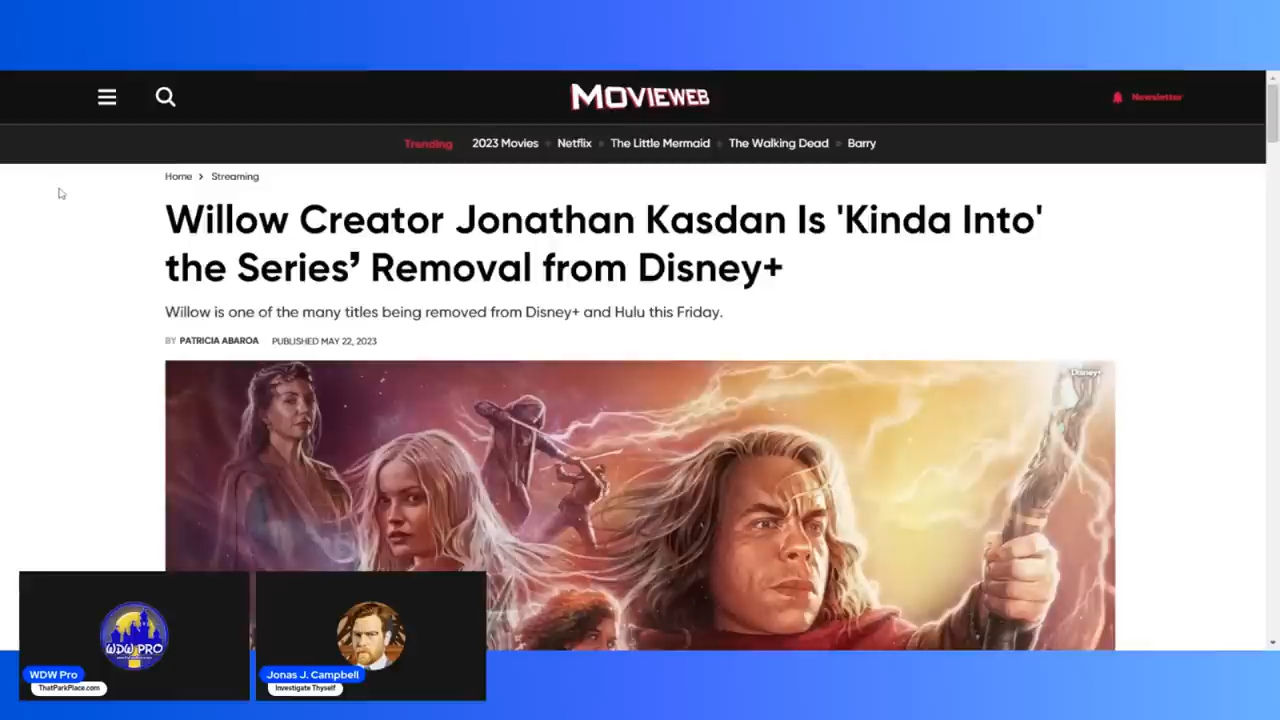 MOVIEWEB
Newsletter
Trending 2023 Movies Netflix The Little Mermaid The Walking Dead Barry
Home > Streaming
Willow Creator Jonathan Kasdan Is 'Kinda Into'
the Series’ Removal from Disney+
Willow is one of the many titles being removed from Disney+ and Hulu this Friday.
BY PATRICIA ABAROA PUBLISHED MAY 22, 2023
Disney+
WDW PRO
WDW Pro
ThatParkPlace.com
Jonas J. Campbell
Investigate Thyself